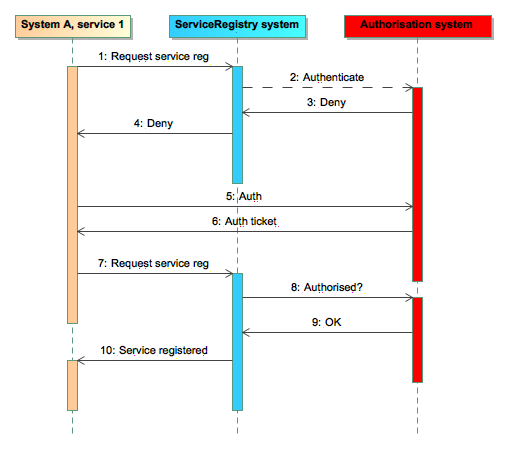 System A, service 1
ServiceRegistry system
Authorisation system
1: Request service reg
2: Authenticate
3: Deny
4: Deny
5: Auth
6: Auth ticket
7: Request service reg
8: Authorised?
9: OK
10: Service registered